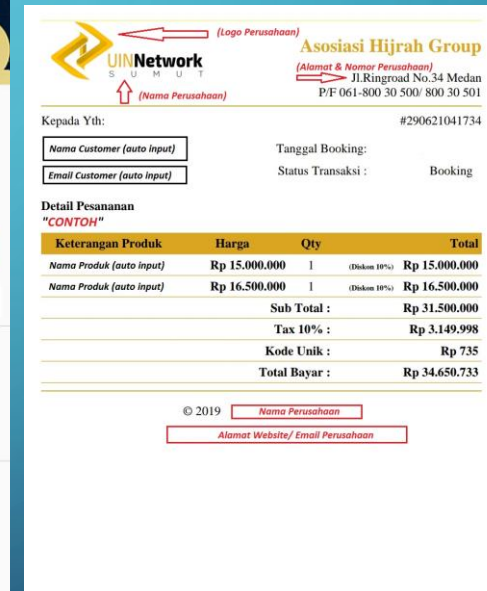 (Logo Perusahaan)
UINNetwork
S U M U T
(Nama Perusahaan)
Asosiasi Hijrah Group
(Alamat & Nomor Perusahaan)
Jl.Ringroad No.34 Medan
P/F 061-800 30 500/ 800 30 501
Kepada Yth: #290621041734
Nama Customer (auto input) Tanggal Booking:
Email Customer (auto input) Status Transaksi : Booking
Detail Pesananan
"CONTOH"
Keterangan Produk Harga Qty Total
Nama Produk (auto input) Rp 15.000.000 1 (Diskon 10%) Rp 15.000.000
Nama Produk (auto input) Rp 16.500.000 1 (Diskon 10%) Rp 16.500.000
Sub Total : Rp 31.500.000
Tax 10% : Rp 3.149.998
Kode Unik : Rp 735
Total Bayar : Rp 34.650.733
© 2019 Nama Perusahaan
Alamat Website/ Email Perusahaan